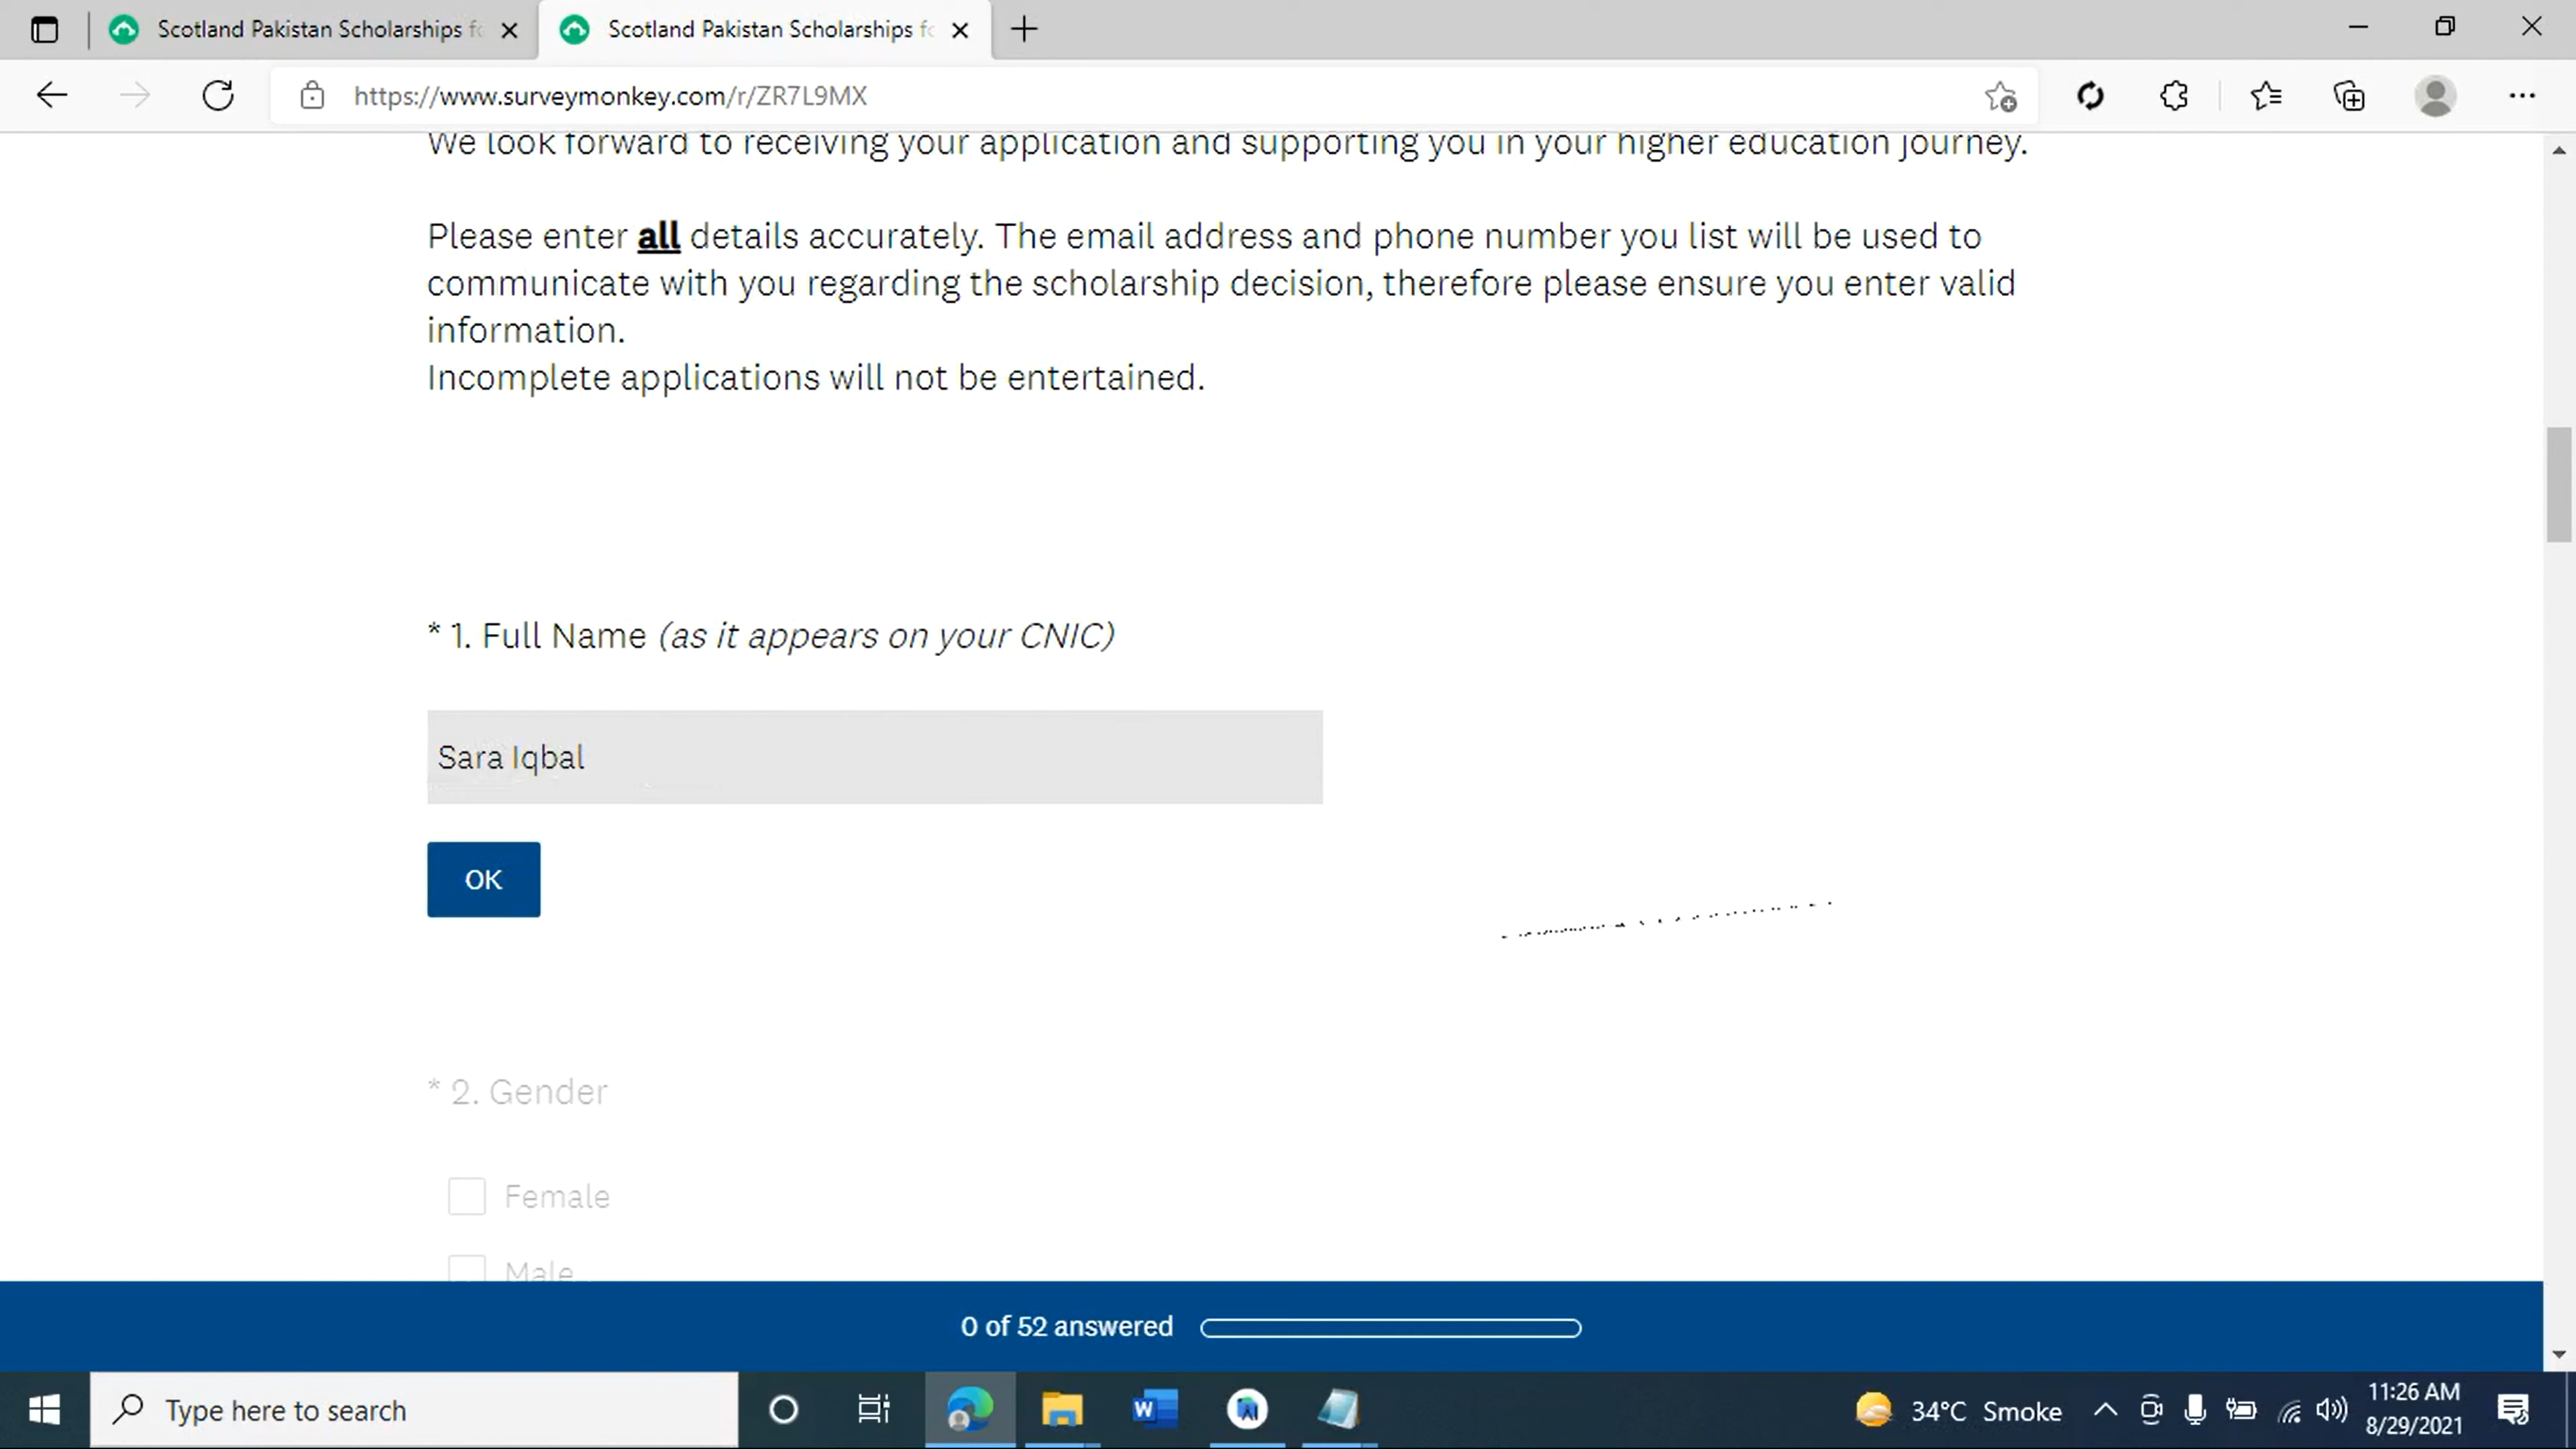 Scotland Pakistan Scholarships fo
Scotland Pakistan Scholarships fo
https://www.surveymonkey.com/r/ZR7L9MX
We look forward to receiving your application and supporting you in your higher education journey.
Please enter all details accurately. The email address and phone number you list will be used to
communicate with you regarding the scholarship decision, therefore please ensure you enter valid
information.
Incomplete applications will not be entertained.
* 1. Full Name (as it appears on your CNIC)
Sara Iqbal
OK
* 2. Gender
Female
Male
0 of 52 answered
Type here to search
34°C Smoke
11:26 AM
8/29/2021